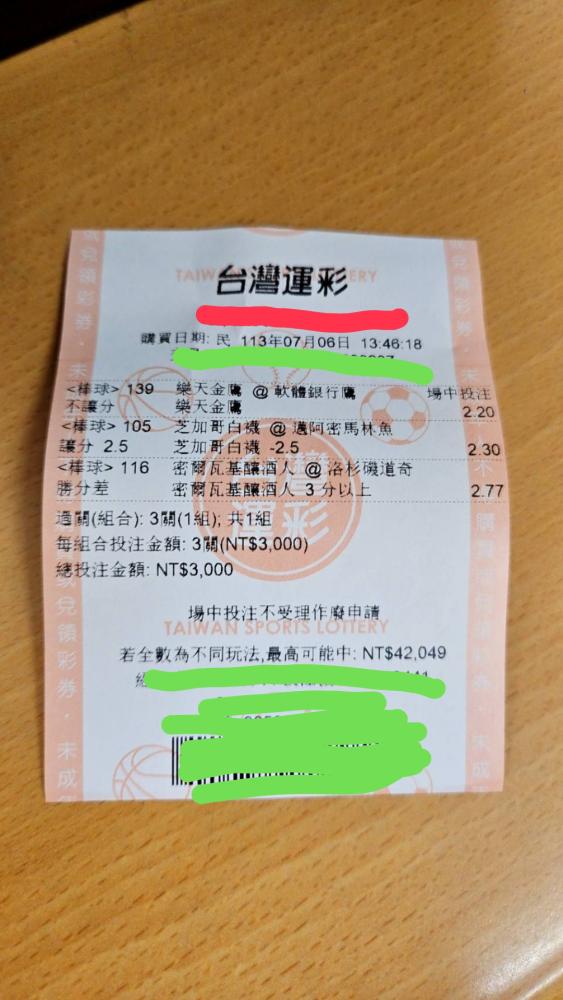 台灣運彩
購買日期: 民 113年07月06日 13:46:18
<棒球> 139 樂天金鷹 @ 軟體銀行鷹 場中投注
不讓分 樂天金鷹 2.20
<棒球> 105 芝加哥白襪 @ 邁阿密馬林魚
讓分 2.5 芝加哥白襪 -2.5 2.30
<棒球> 116 密爾瓦基釀酒人 @ 洛杉磯道奇
勝分差 密爾瓦基釀酒人 3 分以上 2.77
過關(組合): 3關(1組); 共1組
每組合投注金額: 3關(NT$3,000)
總投注金額: NT$3,000
場中投注不受理作廢申請
TAIWAN SPORTS LOTTERY
若全數為不同玩法,最高可能中: NT$42,049